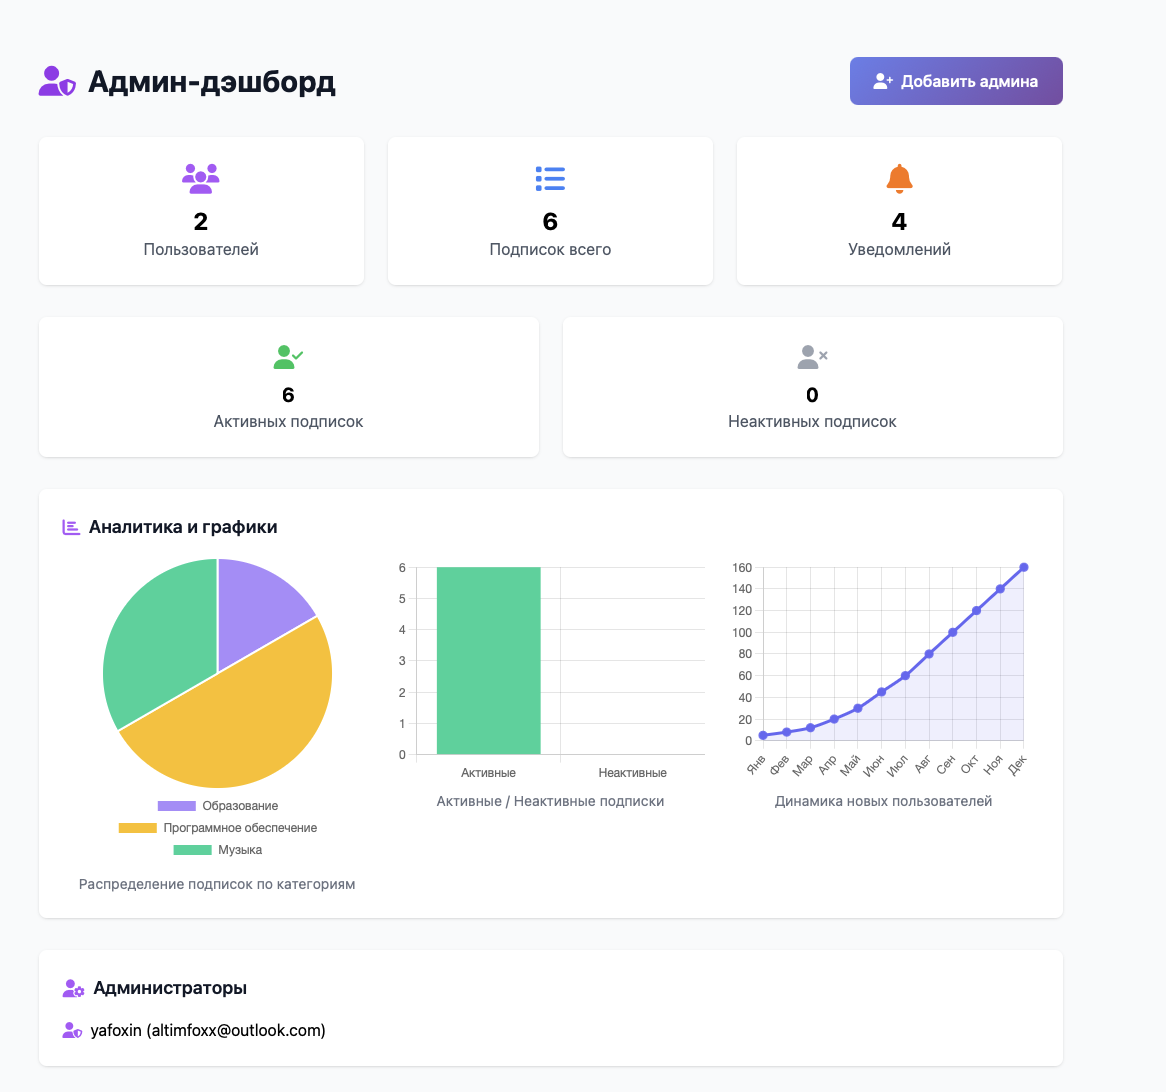 Админ-дэшборд
Добавить админа
2
Пользователей
6
Подписок всего
4
Уведомлений
6
Активных подписок
0
Неактивных подписок
Аналитика и графики
Образование
Программное обеспечение
Музыка
Распределение подписок по категориям
6
5
4
3
2
1
0
Активные Неактивные
Активные / Неактивные подписки
160
140
120
100
80
60
40
20
0
Янв Фев Мар Апр Май Июн Июл Авг Сен Окт Ноя Дек
Динамика новых пользователей
Администраторы
yafoxin (altimfoxx@outlook.com)